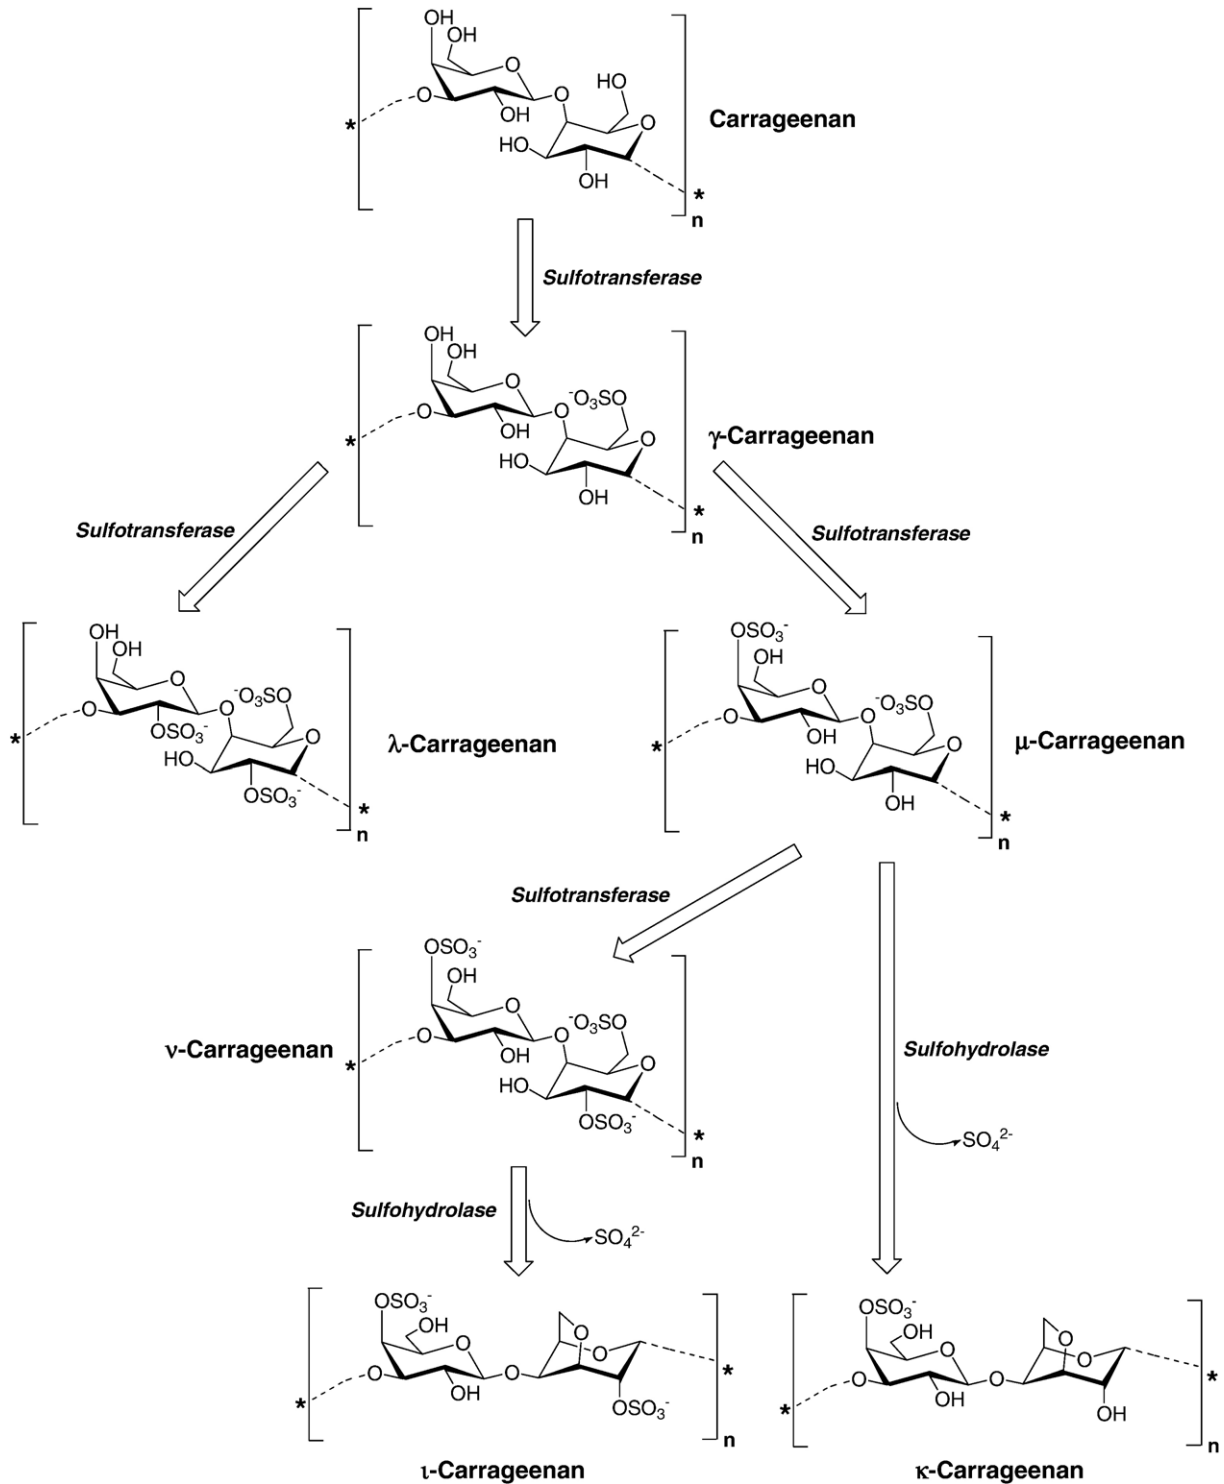 OH
OH
O
HO
O
O
O
OH
HO
OH
*
*
n
Carrageenan
Sulfotransferase
OH
OH
O
⁻O₃SO
O
O
O
OH
HO
OH
*
*
n
γ-Carrageenan
Sulfotransferase
Sulfotransferase
OH
OH
O
⁻O₃SO
O
O
O
OSO₃⁻
HO
OSO₃⁻
*
*
n
λ-Carrageenan
OSO₃⁻
OH
O
⁻O₃SO
O
O
O
OH
HO
OH
*
*
n
μ-Carrageenan
Sulfotransferase
OSO₃⁻
OH
O
⁻O₃SO
O
O
O
OH
HO
OSO₃⁻
*
*
n
ν-Carrageenan
Sulfohydrolase
SO₄²⁻
Sulfohydrolase
SO₄²⁻
OSO₃⁻
OH
O
O
O
O
O
OH
OSO₃⁻
*
*
n
ι-Carrageenan
OSO₃⁻
OH
O
O
O
O
O
OH
OH
*
*
n
κ-Carrageenan